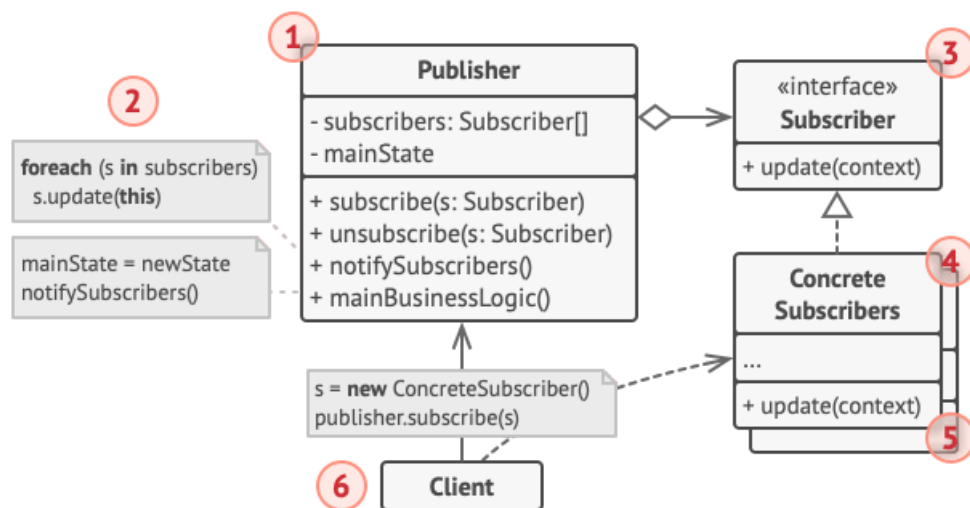 1
Publisher
- subscribers: Subscriber[]
- mainState
+ subscribe(s: Subscriber)
+ unsubscribe(s: Subscriber)
+ notifySubscribers()
+ mainBusinessLogic()
2
foreach (s in subscribers)
s.update(this)
mainState = newState
notifySubscribers()
3
«interface»
Subscriber
+ update(context)
4
Concrete
Subscribers
...
+ update(context)
5
s = new ConcreteSubscriber()
publisher.subscribe(s)
6
Client